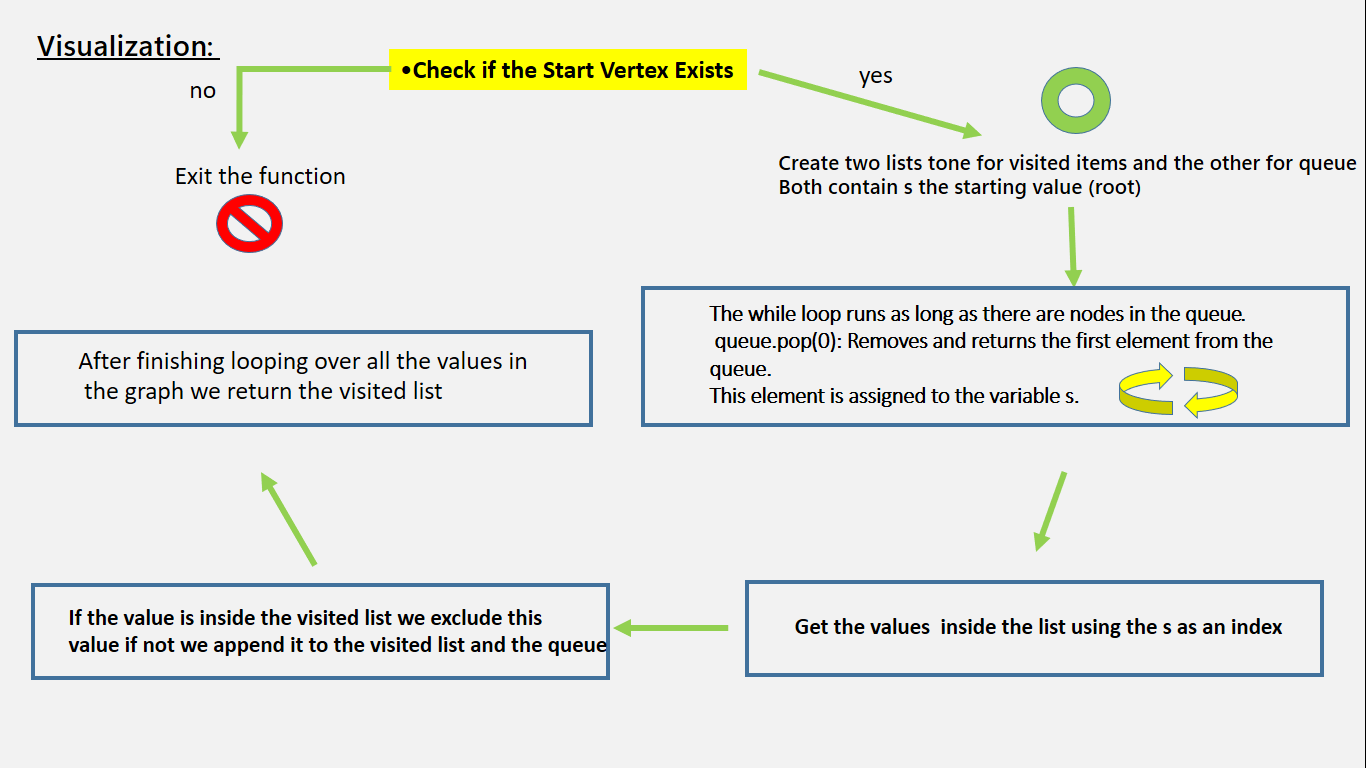 Visualization:
•Check if the Start Vertex Exists
no
yes
Exit the function
Create two lists tone for visited items and the other for queue
Both contain s the starting value (root)
The while loop runs as long as there are nodes in the queue.
queue.pop(0): Removes and returns the first element from the
queue.
This element is assigned to the variable s.
Get the values inside the list using the s as an index
If the value is inside the visited list we exclude this
value if not we append it to the visited list and the queue
After finishing looping over all the values in
the graph we return the visited list